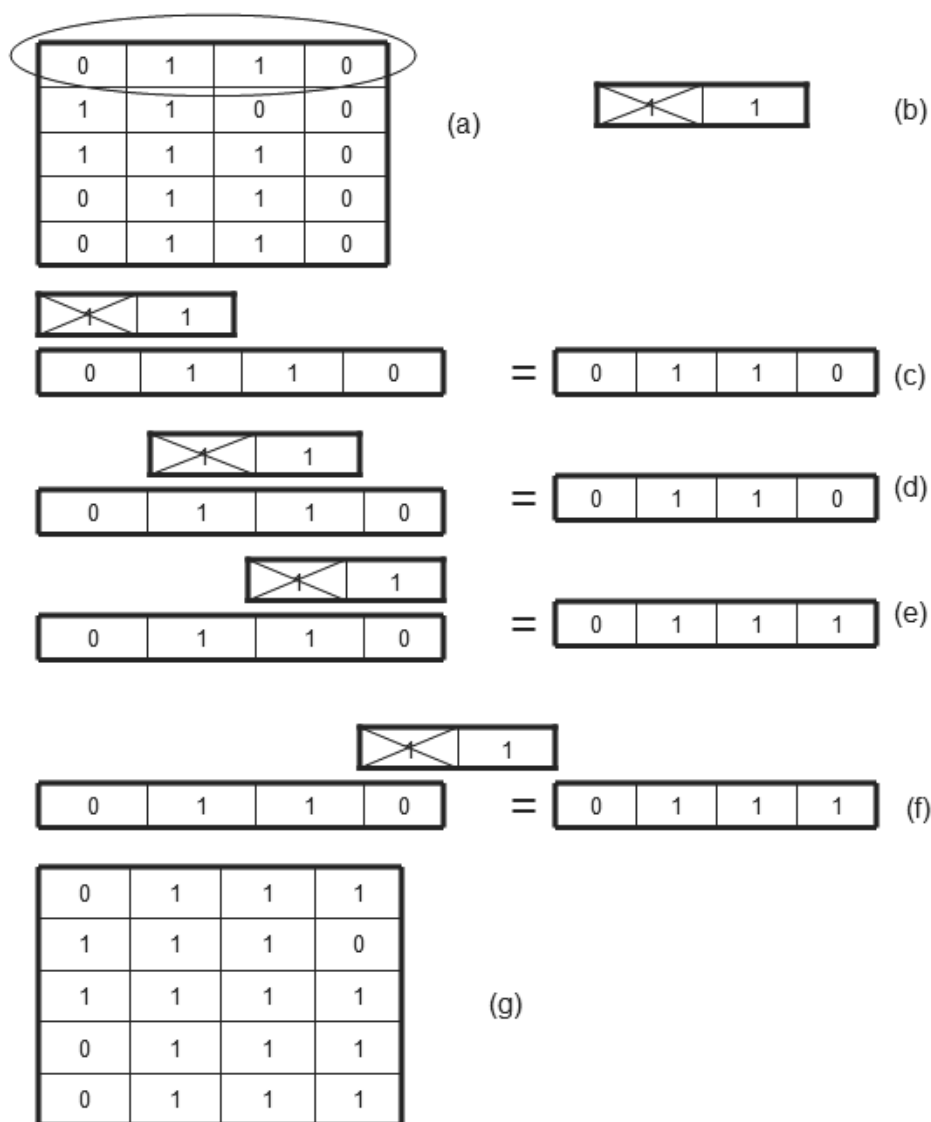 0 1 1 0
1 1 0 0 (a) 1 1 (b)
1 1 1 0
0 1 1 0
0 1 1 0
1 1
0 1 1 0 = 0 1 1 0 (c)
1 1
0 1 1 0 = 0 1 1 0 (d)
1 1
0 1 1 0 = 0 1 1 1 (e)
1 1
0 1 1 0 = 0 1 1 1 (f)
0 1 1 1
1 1 1 0
1 1 1 1 (g)
0 1 1 1
0 1 1 1